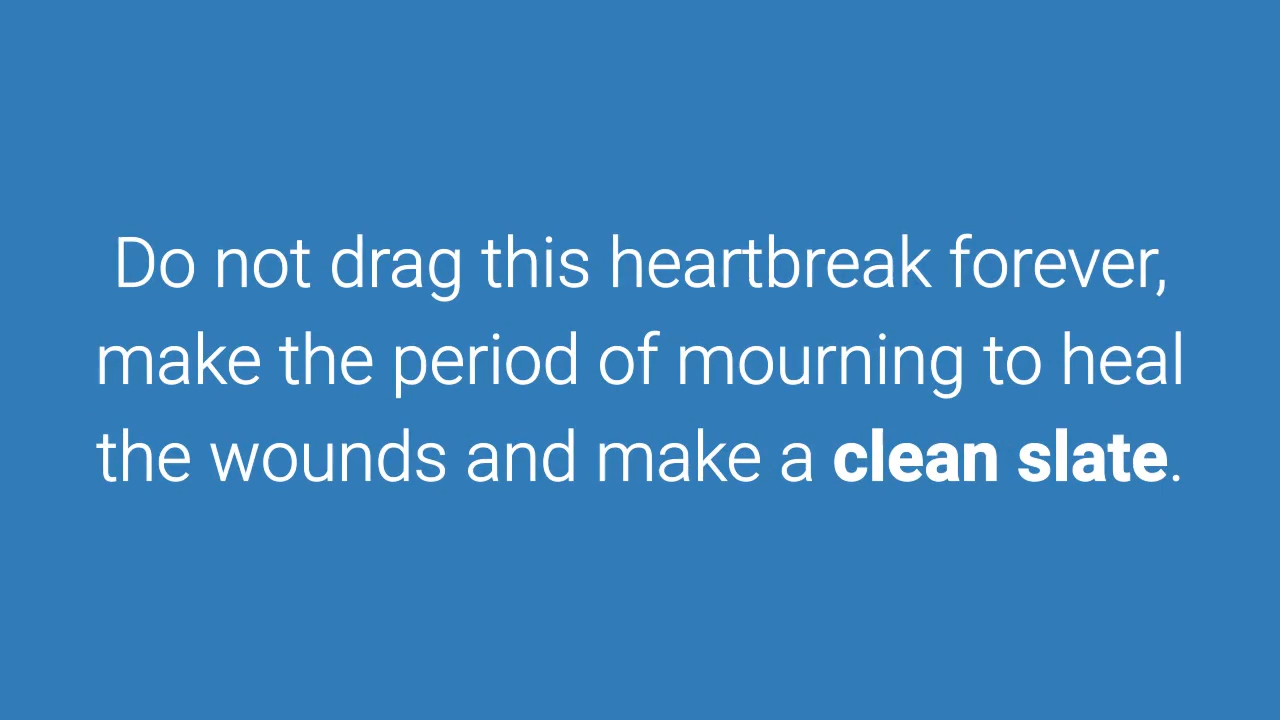 Do not drag this heartbreak forever,
make the period of mourning to heal
the wounds and make a clean slate.